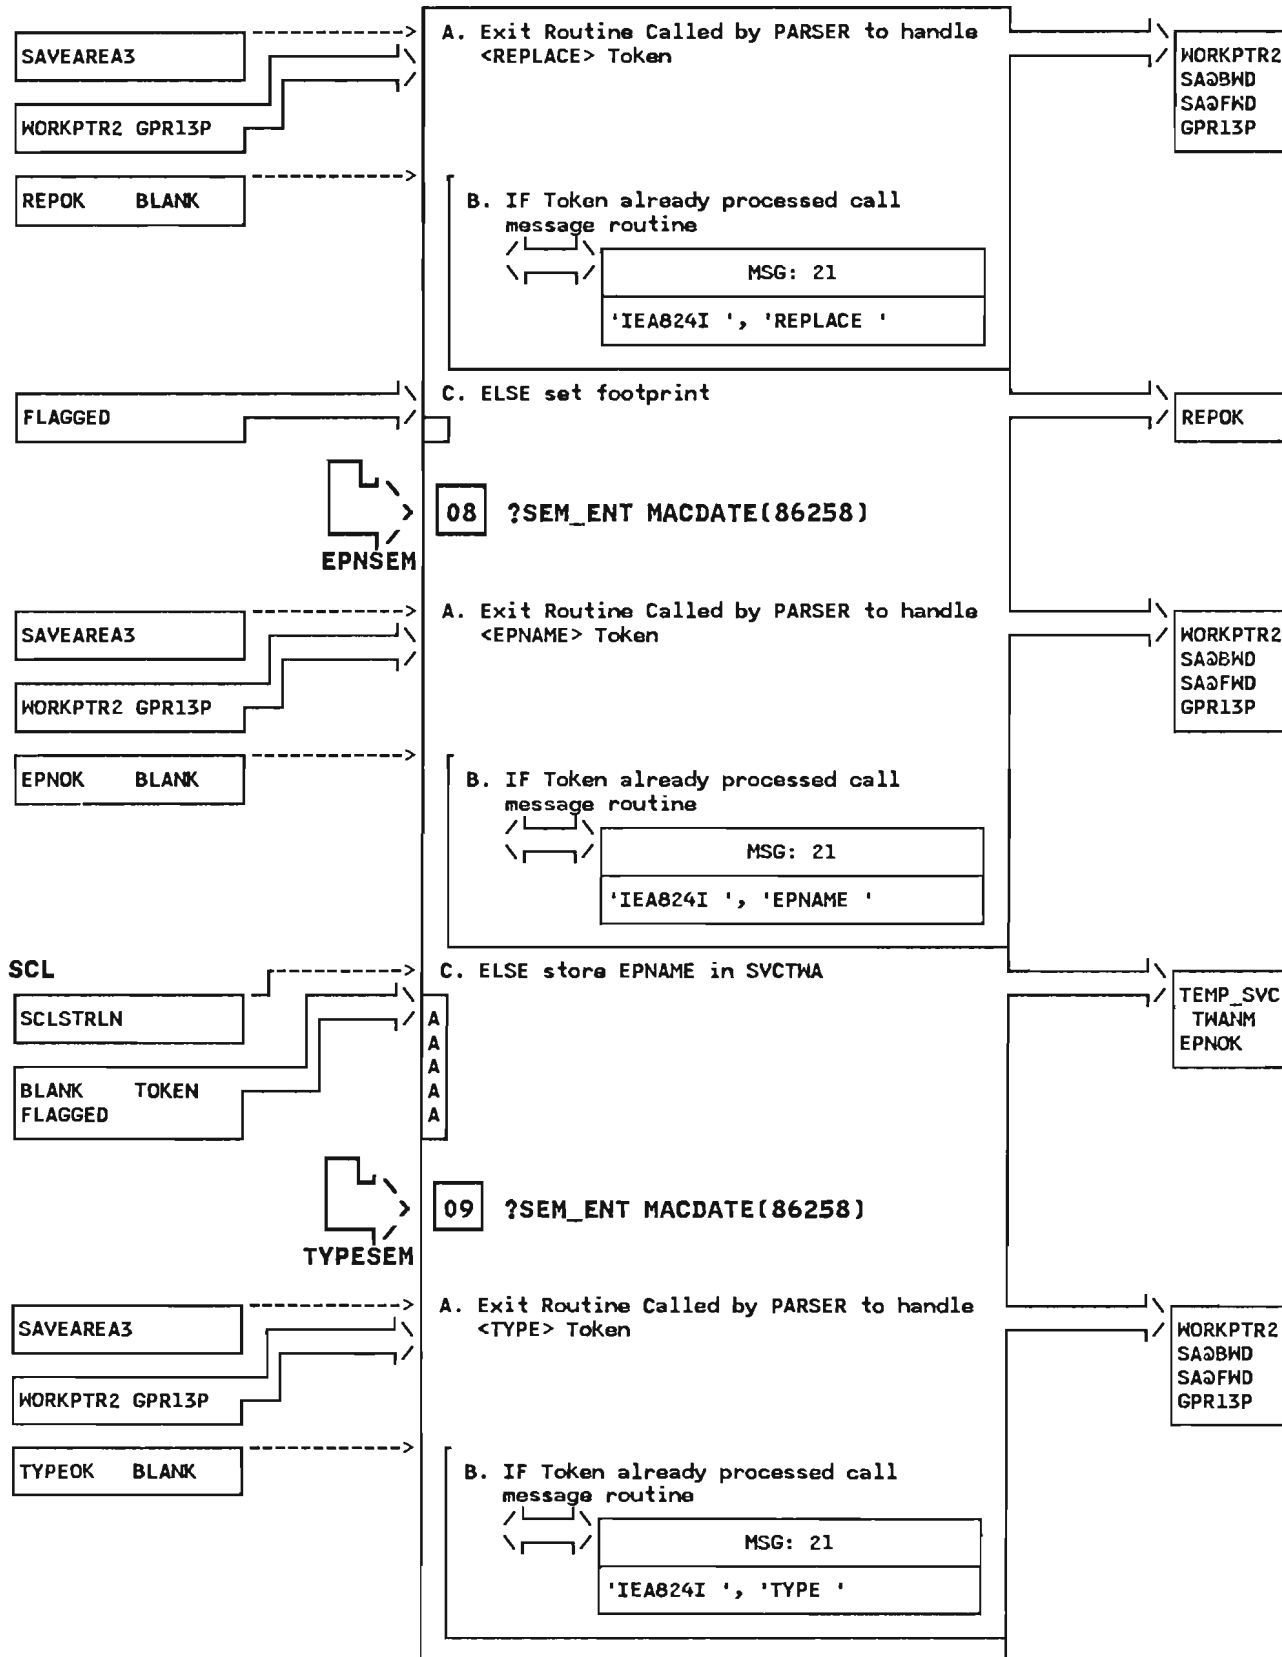 A. Exit Routine Called by PARSER to handle
<REPLACE> Token
SAVEAREA3
WORKPTR2 GPR13P
WORKPTR2
SA@BWD
SA@FWD
GPR13P
REPOK BLANK
B. IF Token already processed call
message routine
MSG: 21
'IEA824I ', 'REPLACE '
C. ELSE set footprint
FLAGGED
REPOK
EPNSEM
08 ?SEM_ENT MACDATE(86258)
A. Exit Routine Called by PARSER to handle
<EPNAME> Token
SAVEAREA3
WORKPTR2 GPR13P
WORKPTR2
SA@BWD
SA@FWD
GPR13P
EPNOK BLANK
B. IF Token already processed call
message routine
MSG: 21
'IEA824I ', 'EPNAME '
SCL
C. ELSE store EPNAME in SVCTWA
SCLSTRLN
BLANK TOKEN
FLAGGED
A
A
A
A
A
TEMP_SVC
TWANM
EPNOK
TYPESEM
09 ?SEM_ENT MACDATE(86258)
A. Exit Routine Called by PARSER to handle
<TYPE> Token
SAVEAREA3
WORKPTR2 GPR13P
WORKPTR2
SA@BWD
SA@FWD
GPR13P
TYPEOK BLANK
B. IF Token already processed call
message routine
MSG: 21
'IEA824I ', 'TYPE '